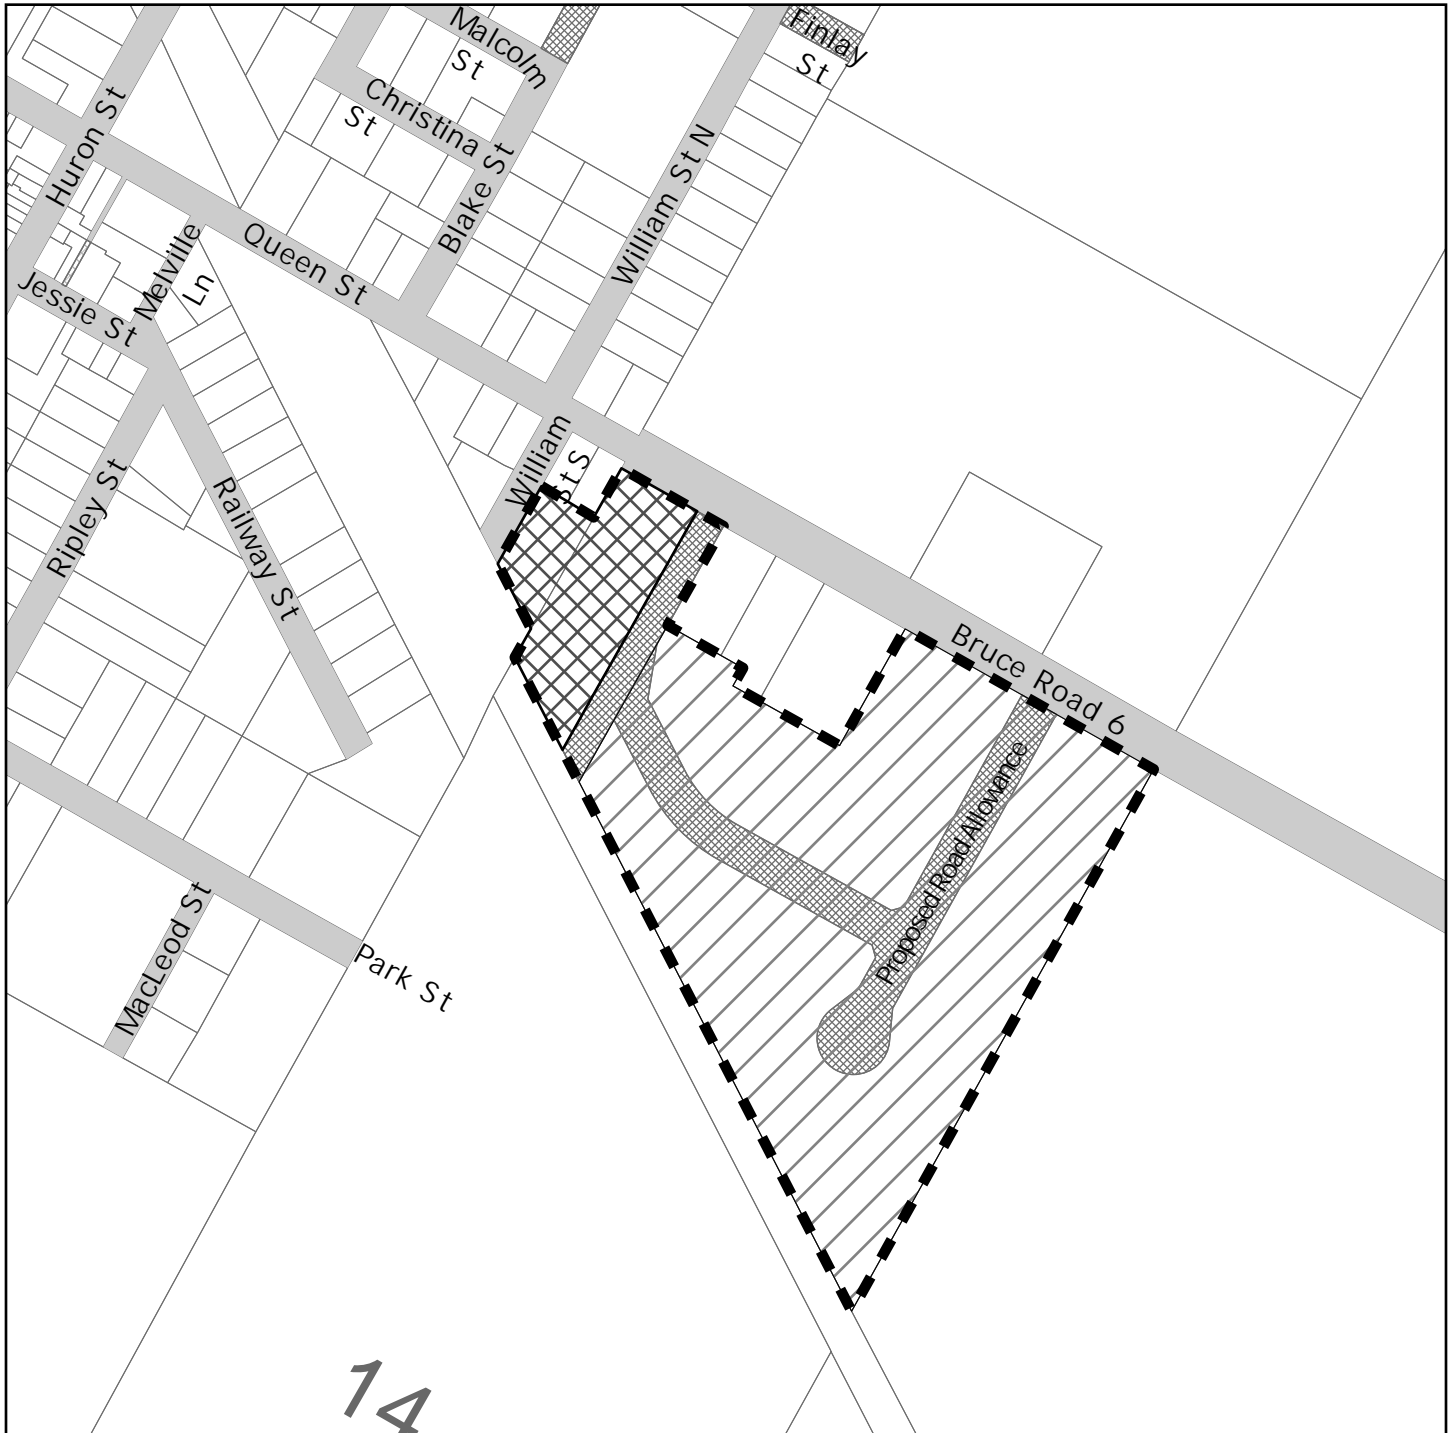 Malcolm
St
Finlay
St
Christina
St
Huron St
Blake St
William St N
Queen St
Melville
Ln
Jessie St
William
St S
Ripley St
Railway St
Bruce Road 6
Proposed Road Allowance
MacLeod St
Park St
14